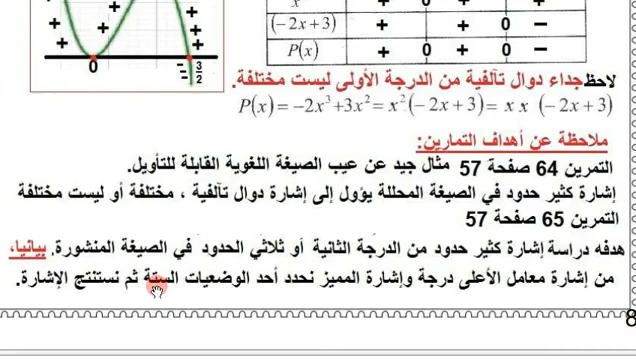 x + 0 + +
(−2x+3) + + 0 −
P(x) + 0 + 0 −
0
3/2
لاحظ جداء دوال تآلفية من الدرجة الأولى ليست مختلفة.
P(x) = −2x³+3x² = x²(−2x+3) = x x (−2x+3)
ملاحظة عن أهداف التمارين:
التمرين 64 صفحة 57 مثال جيد عن عيب الصيغة اللغوية القابلة للتأويل.
إشارة كثير حدود في الصيغة المحللة يؤول إلى إشارة دوال تآلفية ، مختلفة أو ليست مختلفة
التمرين 65 صفحة 57
هدفه دراسة إشارة كثير حدود من الدرجة الثانية أو ثلاثي الحدود في الصيغة المنشورة. بيانيا،
من إشارة معامل الأعلى درجة وإشارة المميز نحدد أحد الوضعيات الستة ثم نستنتج الإشارة.
8